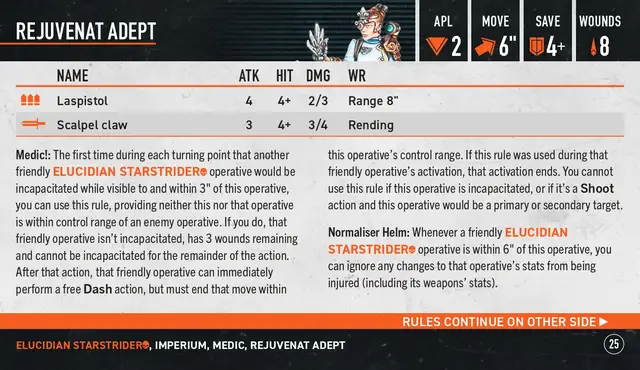 REJUVENAT ADEPT
APL
2
MOVE
6"
SAVE
4+
WOUNDS
8
NAME ATK HIT DMG WR
Laspistol 4 4+ 2/3 Range 8"
Scalpel claw 3 4+ 3/4 Rending
Medic!: The first time during each turning point that another
friendly ELUCIDIAN STARSTRIDER operative would be
incapacitated while visible to and within 3" of this operative,
you can use this rule, providing neither this nor that operative
is within control range of an enemy operative. If you do, that
friendly operative isn't incapacitated, has 3 wounds remaining
and cannot be incapacitated for the remainder of the action.
After that action, that friendly operative can immediately
perform a free Dash action, but must end that move within
this operative's control range. If this rule was used during that
friendly operative's activation, that activation ends. You cannot
use this rule if this operative is incapacitated, or if it's a Shoot
action and this operative would be a primary or secondary target.
Normaliser Helm: Whenever a friendly ELUCIDIAN
STARSTRIDER operative is within 6" of this operative, you
can ignore any changes to that operative's stats from being
injured (including its weapons' stats).
RULES CONTINUE ON OTHER SIDE
ELUCIDIAN STARSTRIDER, IMPERIUM, MEDIC, REJUVENAT ADEPT
25